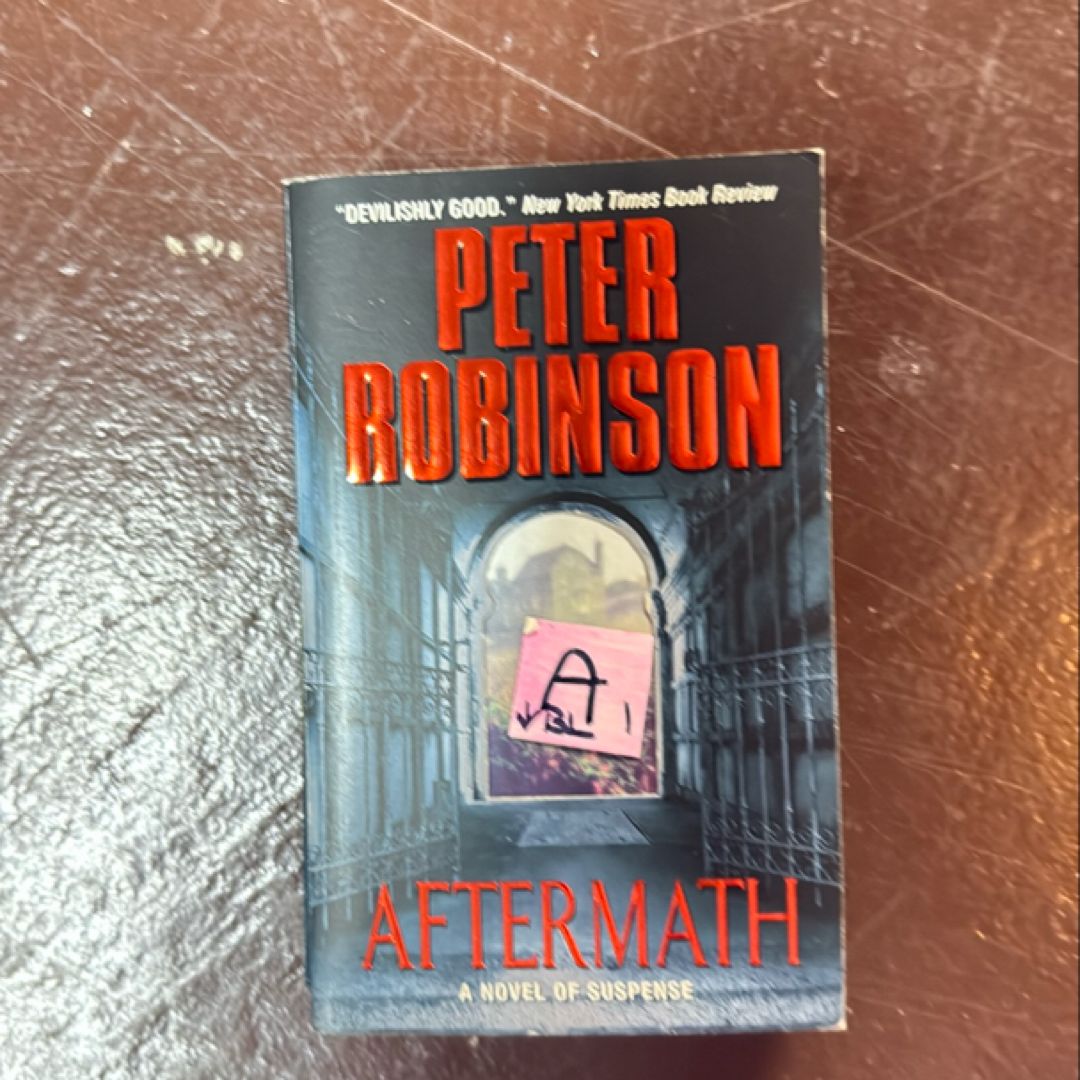 "DEVILISHLY GOOD." New York Times Book Review
PETER
ROBINSON
A
AFTERMATH
A NOVEL OF SUSPENSE